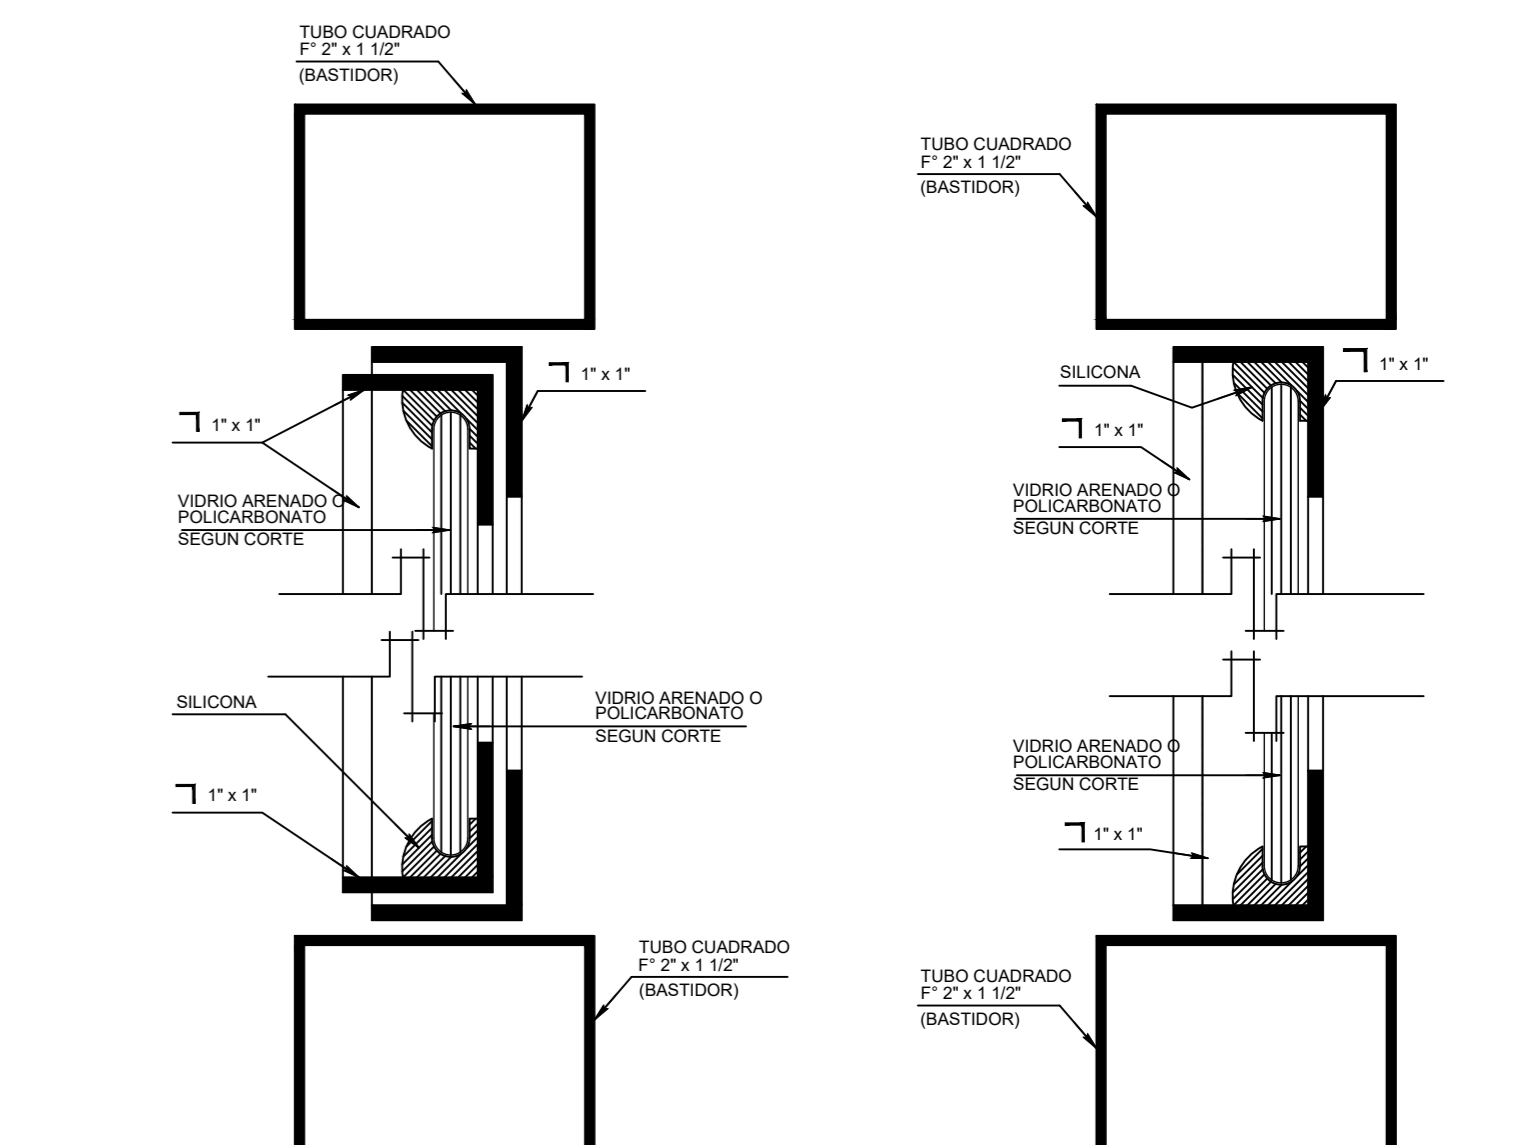 TUBO CUADRADO
F° 2" x 1 1/2"
(BASTIDOR)
TUBO CUADRADO
F° 2" x 1 1/2"
(BASTIDOR)
1" x 1"
1" x 1"
VIDRIO ARENADO O
POLICARBONATO
SEGUN CORTE
SILICONA
1" x 1"
1" x 1"
VIDRIO ARENADO O
POLICARBONATO
SEGUN CORTE
SILICONA
VIDRIO ARENADO O
POLICARBONATO
SEGUN CORTE
1" x 1"
VIDRIO ARENADO O
POLICARBONATO
SEGUN CORTE
1" x 1"
TUBO CUADRADO
F° 2" x 1 1/2"
(BASTIDOR)
TUBO CUADRADO
F° 2" x 1 1/2"
(BASTIDOR)